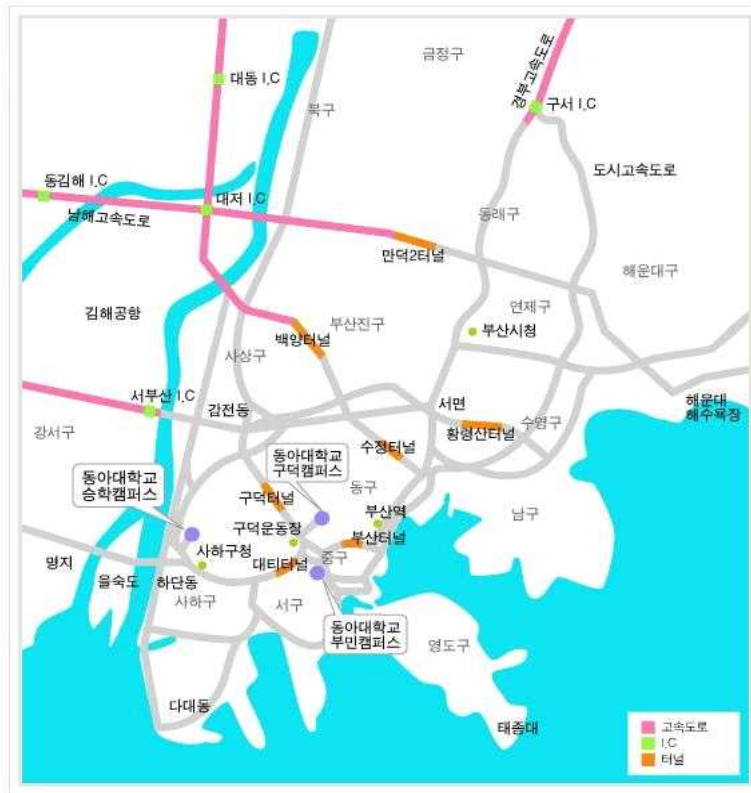 금정구
경부고속도로
대동 I.C
구서 I.C
북구
도시고속도로
동김해 I.C
대저 I.C
남해고속도로
동래구
만덕2터널
해운대구
김해공항
연제구
부산진구
부산시청
백양터널
사상구
서부산 I.C
감전동
서면
해운대
해수욕장
강서구
수영구
황령산터널
수정터널
동아대학교
구덕캠퍼스
동아대학교
승학캠퍼스
동구
구덕터널
부산역
남구
구덕운동장
부산터널
사하구청
중구
명지
대티터널
을숙도
하단동
사하구
서구
동아대학교
부민캠퍼스
영도구
다대동
태종대
고속도로
I.C
터널